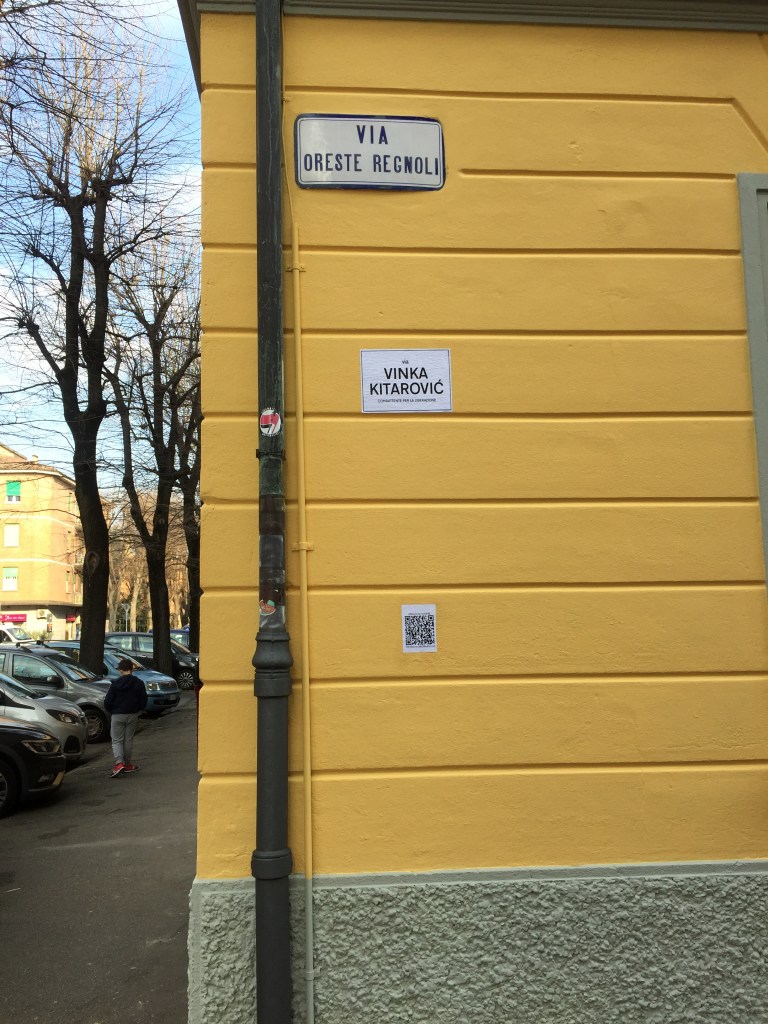 VIA
ORESTE REGNOLI
VIA
VINKA
KITAROVIĆ
COMBATTENTE PER LA LIBERAZIONE